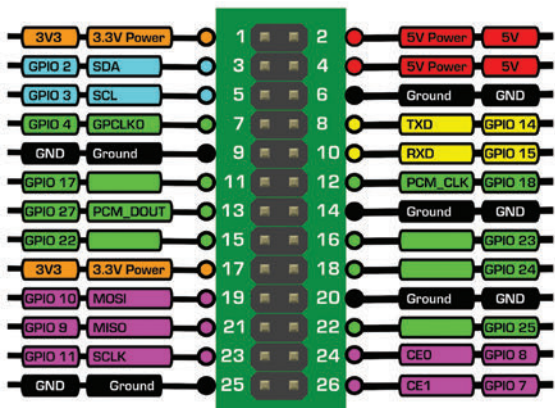 3V3 3.3V Power 1 2 5V Power 5V
GPIO 2 SDA 3 4 5V Power 5V
GPIO 3 SCL 5 6 Ground GND
GPIO 4 GPCLK0 7 8 TXD GPIO 14
GND Ground 9 10 RXD GPIO 15
GPIO 17 11 12 PCM_CLK GPIO 18
GPIO 27 PCM_DOUT 13 14 Ground GND
GPIO 22 15 16 GPIO 23
3V3 3.3V Power 17 18 GPIO 24
GPIO 10 MOSI 19 20 Ground GND
GPIO 9 MISO 21 22 GPIO 25
GPIO 11 SCLK 23 24 CE0 GPIO 8
GND Ground 25 26 CE1 GPIO 7